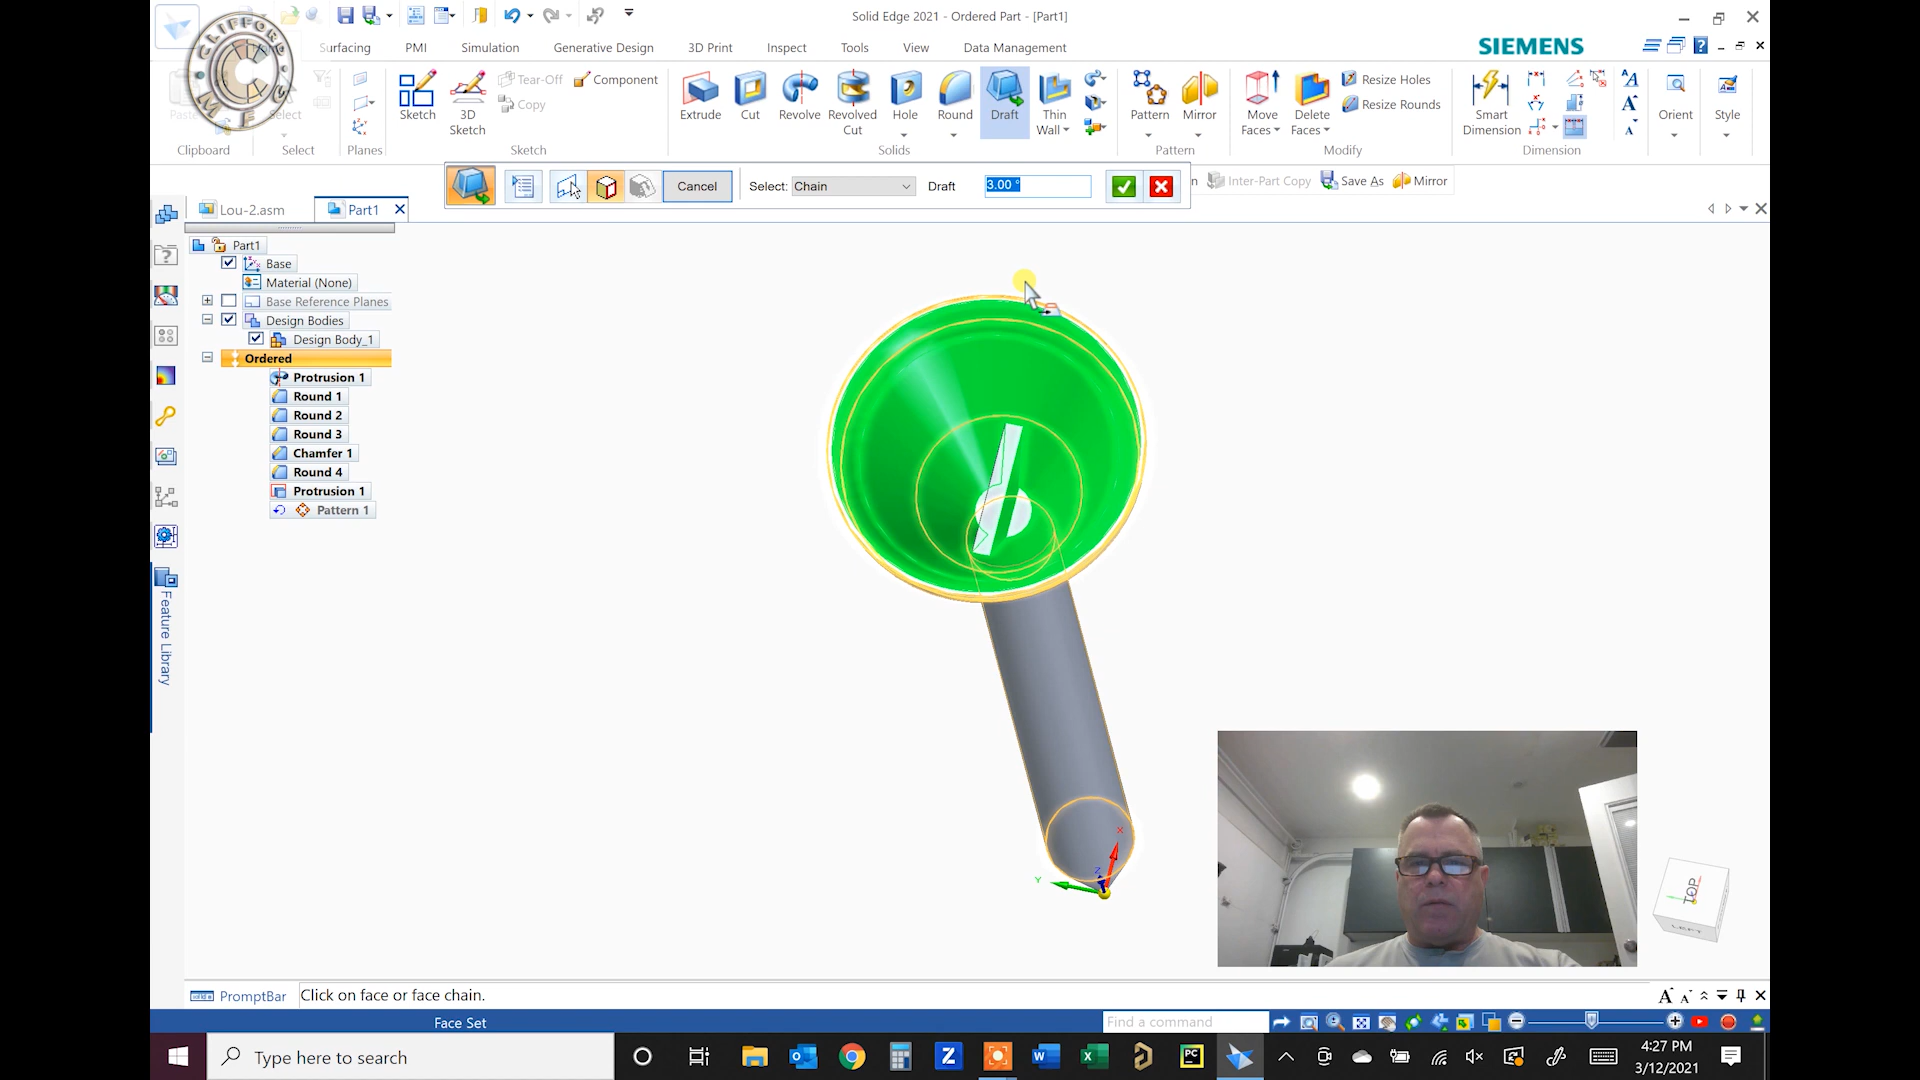 Solid Edge 2021 - Ordered Part - [Part1]
CLIFFORD
MFE
Surfacing PMI Simulation Generative Design 3D Print Inspect Tools View Data Management
SIEMENS
Paste
Select
Sketch
3D Sketch
Tear-Off
Copy
Component
Extrude
Cut
Revolve
Revolved Cut
Hole
Round
Draft
Thin Wall
Pattern
Mirror
Move Faces
Delete Faces
Resize Holes
Resize Rounds
Smart Dimension
Orient
Style
Clipboard Select Planes Sketch Solids Pattern Modify Dimension
Cancel Select: Chain Draft 3.00 °
n Inter-Part Copy Save As Mirror
Lou-2.asm Part1
Part1
Base
Material (None)
Base Reference Planes
Design Bodies
Design Body_1
Ordered
Protrusion 1
Round 1
Round 2
Round 3
Chamfer 1
Round 4
Protrusion 1
Pattern 1
Feature Library
X
Y
Z
TOP
LEFT
PromptBar Click on face or face chain.
Face Set
Find a command
Type here to search
4:27 PM
3/12/2021